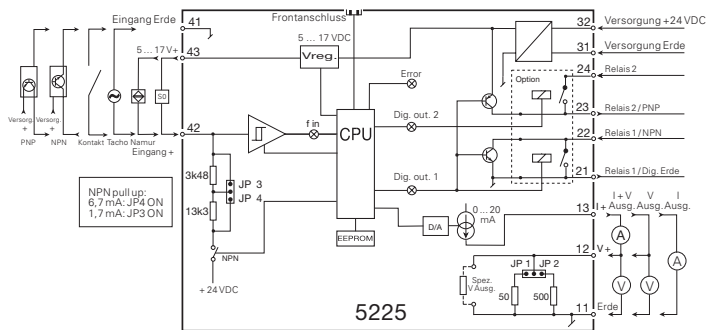 Eingang Erde
41
Frontanschluss
32
Versorgung +24 VDC
5 ... 17 V+
43
5 ... 17 VDC
Vreg.
31
Versorgung Erde
Error
Option
24
Relais 2
S0
Versorg.
+
PNP
Versorg.
+
NPN
Kontakt
Tacho
Namur
Eingang +
42
f in
CPU
Dig. out. 2
23
Relais 2 / PNP
22
Relais 1 / NPN
Dig. out. 1
21
Relais 1 / Dig. Erde
NPN pull up:
6,7 mA: JP4 ON
1,7 mA: JP3 ON
3k48
JP 3
JP 4
13k3
NPN
+ 24 VDC
EEPROM
D/A
0 ... 20
mA
13
I+
I + V
Ausg.
V
Ausg.
I
Ausg.
A
A
12
V+
Spez.
V Ausg.
JP 1
JP 2
50
500
V
V
11
Erde
5225